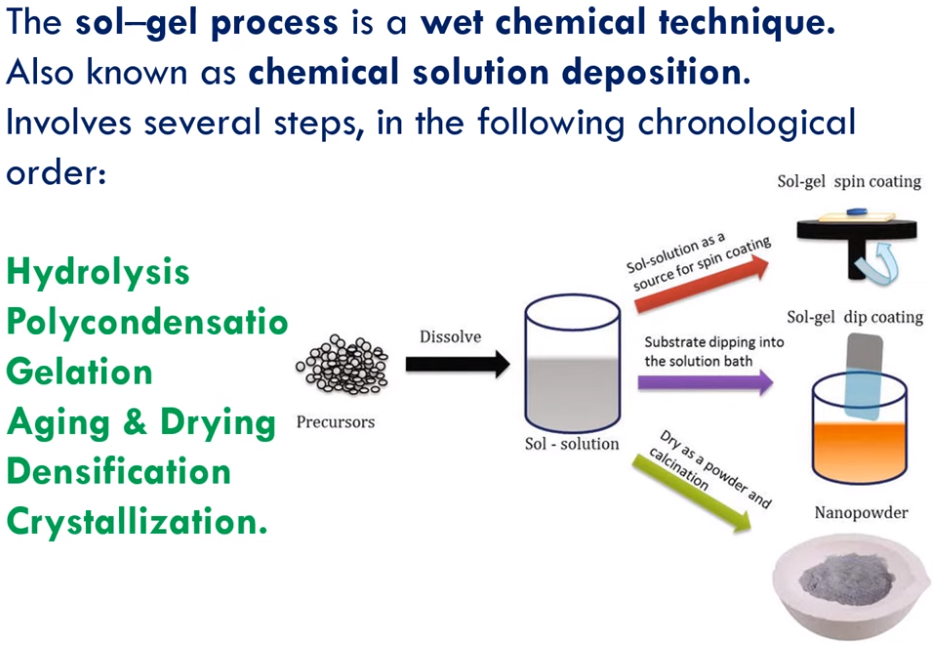 The sol–gel process is a wet chemical technique.
Also known as chemical solution deposition.
Involves several steps, in the following chronological
order:
Hydrolysis
Polycondensatio
Gelation
Aging & Drying
Densification
Crystallization.
Precursors
Dissolve
Sol - solution
Sol-solution as a
source for spin coating
Sol-gel spin coating
Substrate dipping into
the solution bath
Sol-gel dip coating
Dry as a powder and
calcination
Nanopowder